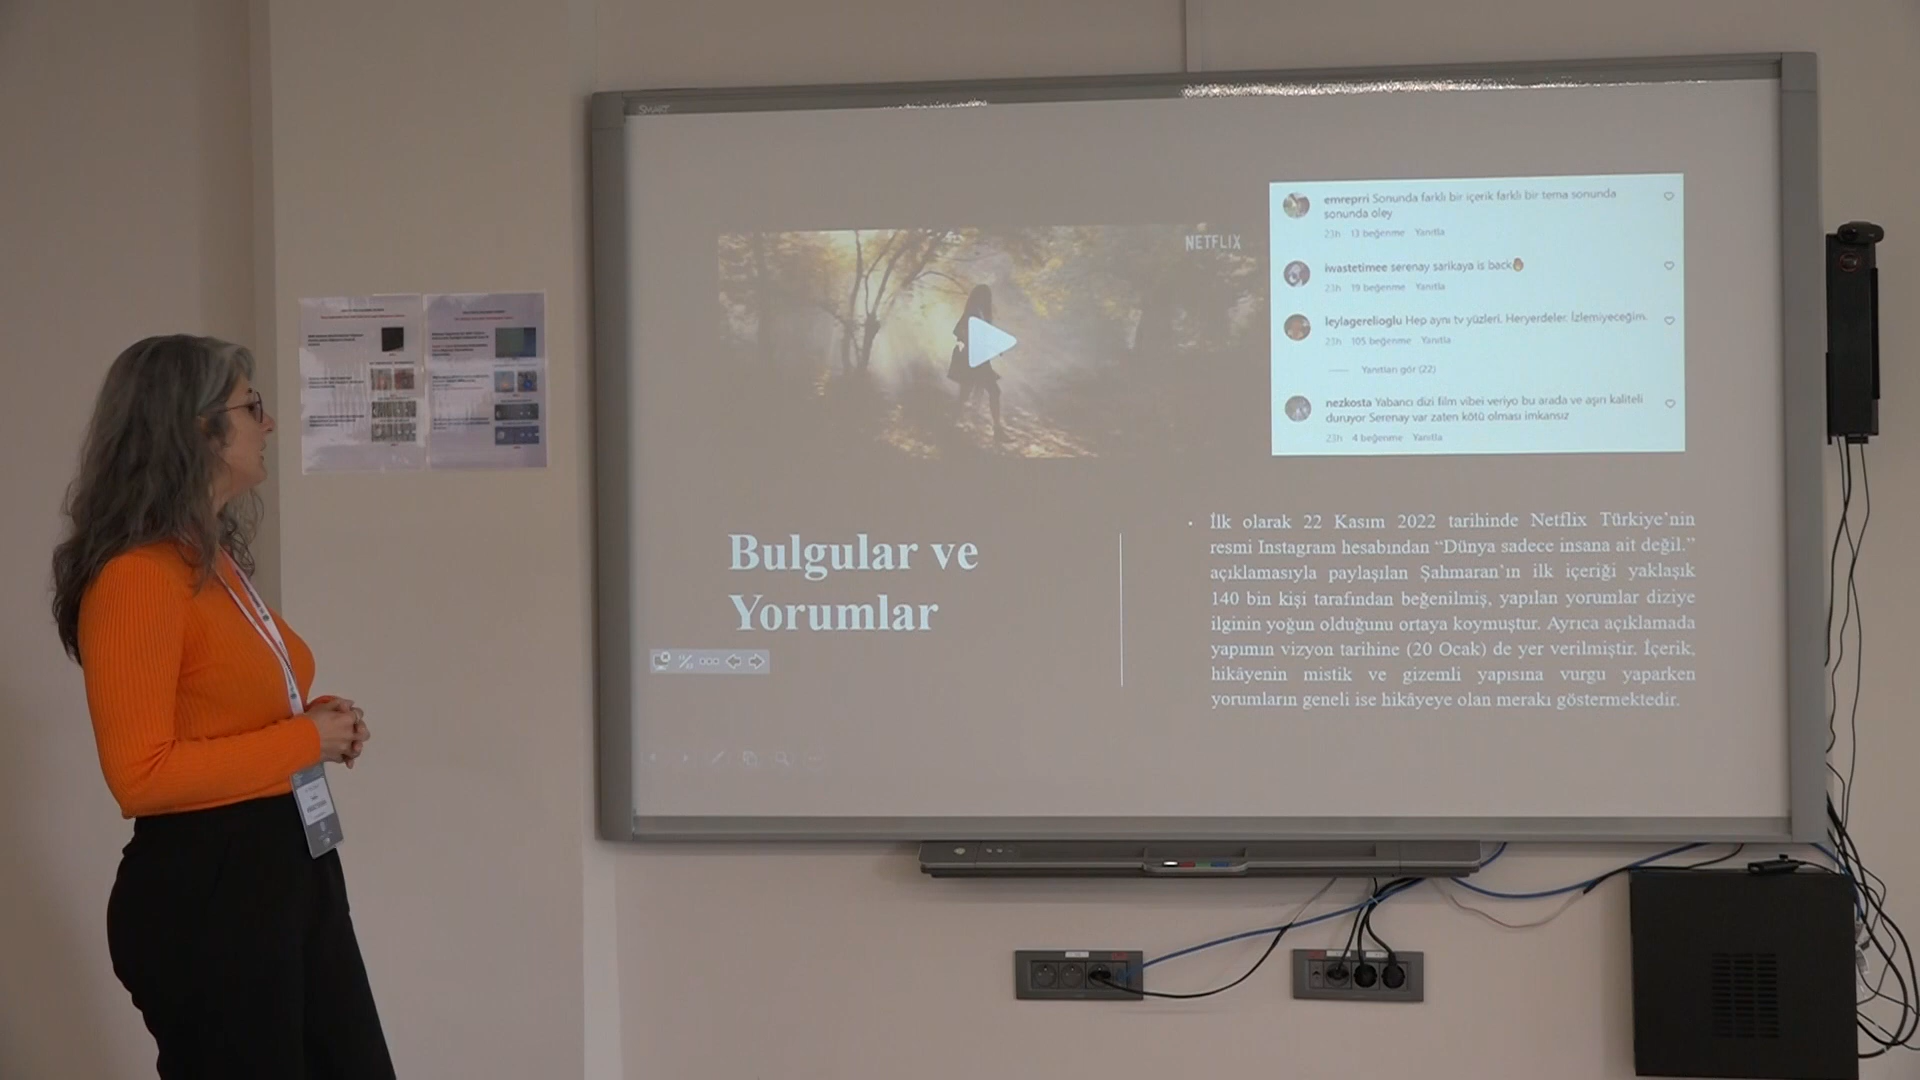 SMART
NETFLIX
emreprri Sonunda farklı bir içerik farklı bir tema sonunda
sonunda oley
23h 13 beğenme Yanıtla
iwastetimee serenay sarikaya is back
23h 19 beğenme Yanıtla
leylagerelioglu Hep aynı tv yüzleri. Heryerdeler. İzlemiyeceğim.
23h 105 beğenme Yanıtla
Yanıtları gör (22)
nezkosta Yabancı dizi film vibei veriyo bu arada ve aşırı kaliteli
duruyor Serenay var zaten kötü olması imkansız
23h 4 beğenme Yanıtla
Bulgular ve
Yorumlar
• İlk olarak 22 Kasım 2022 tarihinde Netflix Türkiye'nin
resmi Instagram hesabından “Dünya sadece insana ait değil.”
açıklamasıyla paylaşılan Şahmaran'ın ilk içeriği yaklaşık
140 bin kişi tarafından beğenilmiş, yapılan yorumlar diziye
ilginin yoğun olduğunu ortaya koymuştur. Ayrıca açıklamada
yapımın vizyon tarihine (20 Ocak) de yer verilmiştir. İçerik,
hikâyenin mistik ve gizemli yapısına vurgu yaparken
yorumların geneli ise hikâyeye olan merakı göstermektedir.